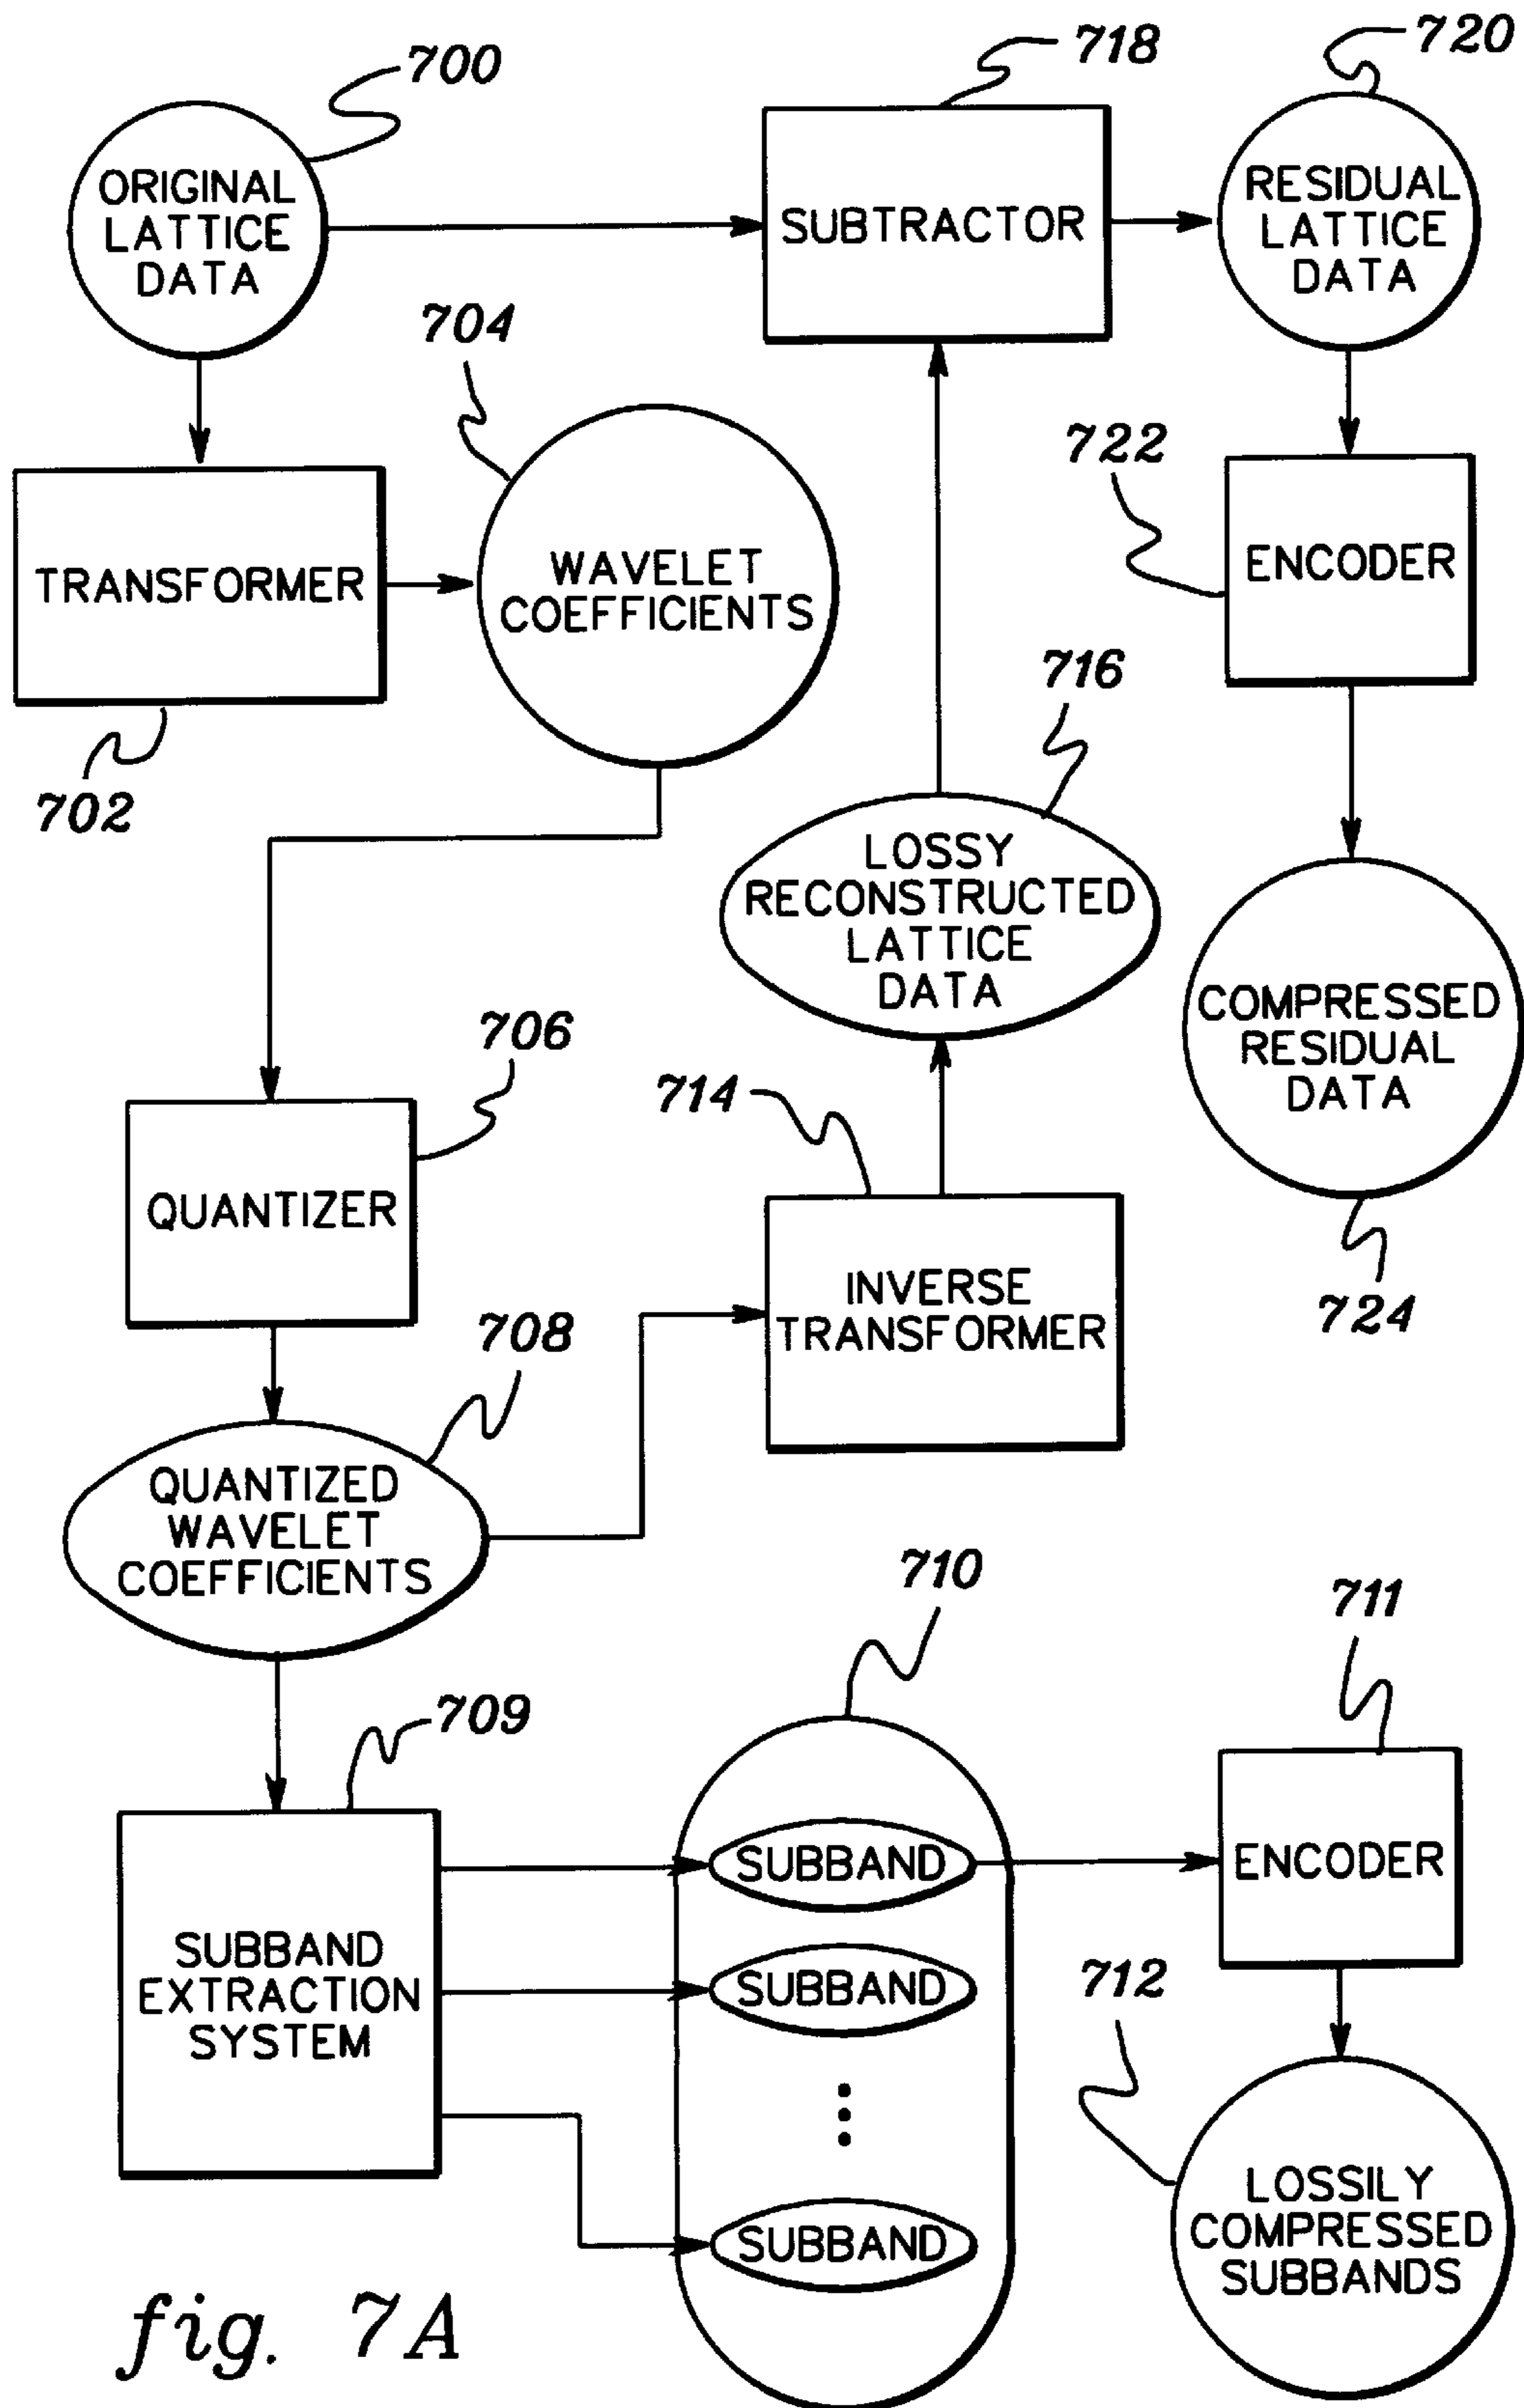 700
718
720
ORIGINAL
LATTICE
DATA
SUBTRACTOR
RESIDUAL
LATTICE
DATA
704
722
TRANSFORMER
WAVELET
COEFFICIENTS
ENCODER
702
716
LOSSY
RECONSTRUCTED
LATTICE
DATA
COMPRESSED
RESIDUAL
DATA
706
714
724
QUANTIZER
INVERSE
TRANSFORMER
708
QUANTIZED
WAVELET
COEFFICIENTS
710
711
709
SUBBAND
EXTRACTION
SYSTEM
SUBBAND
SUBBAND
SUBBAND
ENCODER
712
LOSSILY
COMPRESSED
SUBBANDS
fig. 7A